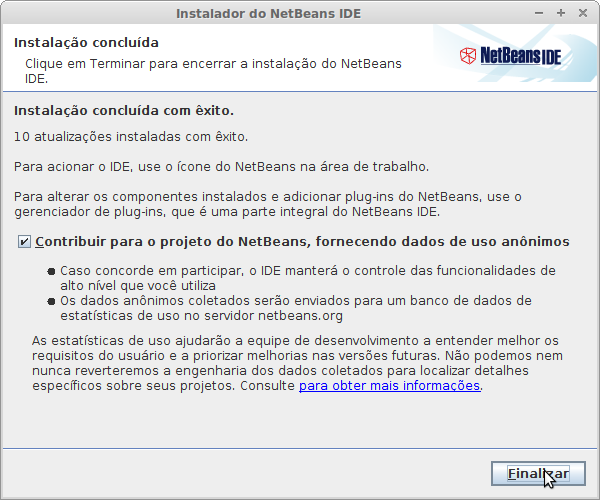 Instalador do NetBeans IDE
Instalação concluída
Clique em Terminar para encerrar a instalação do NetBeans
IDE.
NetBeans IDE
Instalação concluída com êxito.
10 atualizações instaladas com êxito.
Para acionar o IDE, use o ícone do NetBeans na área de trabalho.
Para alterar os componentes instalados e adicionar plug-ins do NetBeans, use o
gerenciador de plug-ins, que é uma parte integral do NetBeans IDE.
Contribuir para o projeto do NetBeans, fornecendo dados de uso anônimos
Caso concorde em participar, o IDE manterá o controle das funcionalidades de
alto nível que você utiliza
Os dados anônimos coletados serão enviados para um banco de dados de
estatísticas de uso no servidor netbeans.org
As estatísticas de uso ajudarão a equipe de desenvolvimento a entender melhor os
requisitos do usuário e a priorizar melhorias nas versões futuras. Não podemos nem
nunca reverteremos a engenharia dos dados coletados para localizar detalhes
específicos sobre seus projetos. Consulte para obter mais informações.
Finalizar